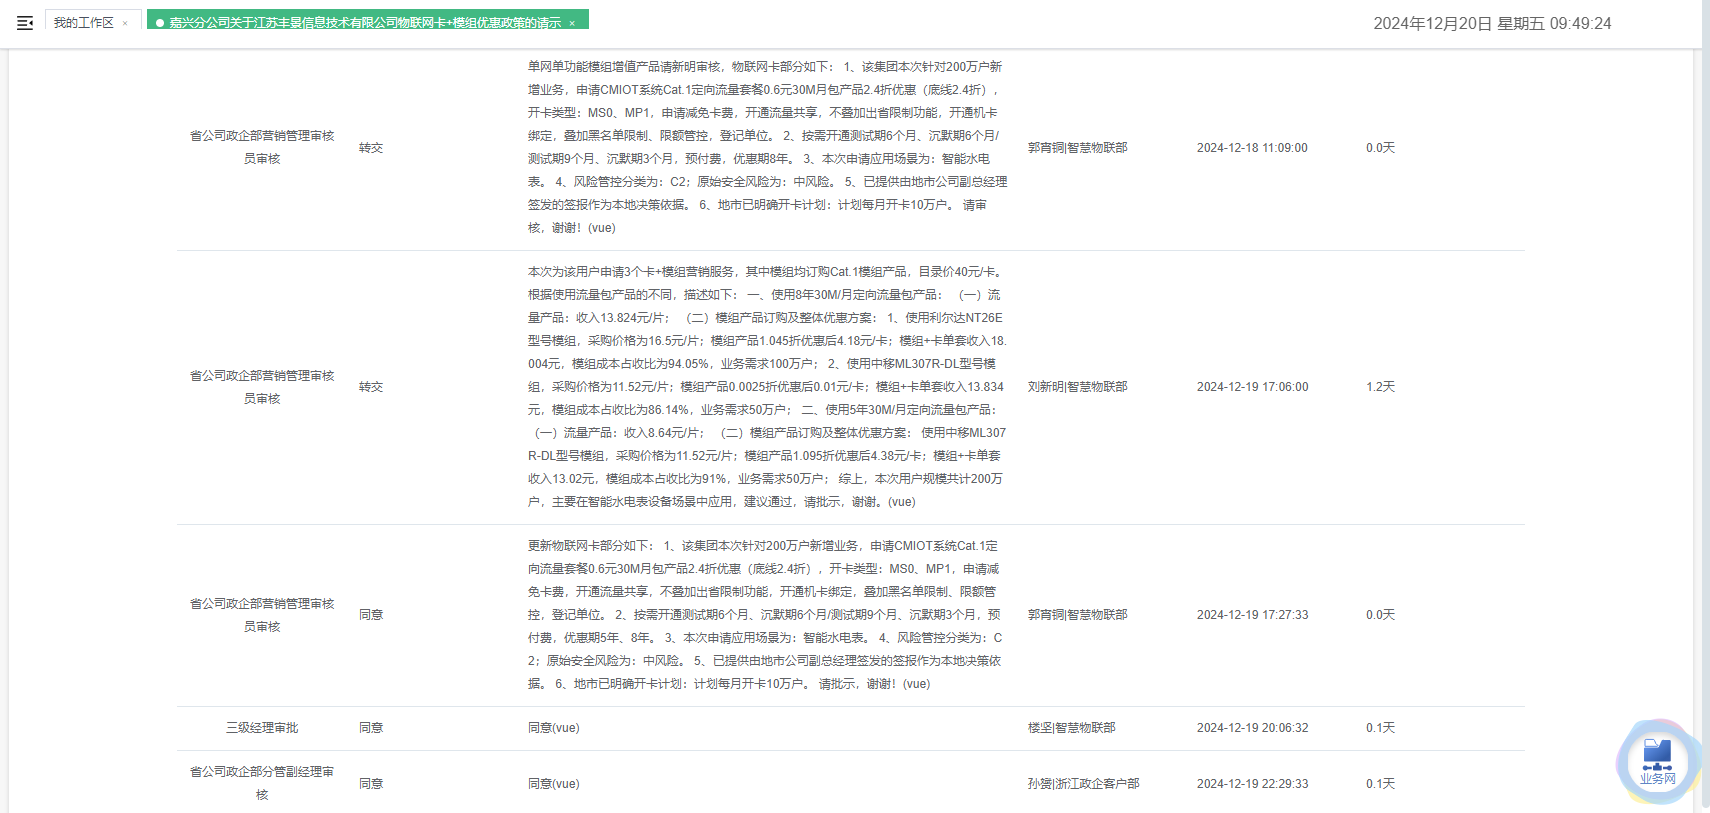 我的工作区 ×
嘉兴分公司关于江苏丰景信息技术有限公司物联网卡+模组优惠政策的请示 ×
2024年12月20日 星期五 09:49:24
省公司政企部营销管理审核
员审核
转交
单网单功能模组增值产品请新明审核，物联网卡部分如下： 1、该集团本次针对200万户新
增业务，申请CMIOT系统Cat.1定向流量套餐0.6元30M月包产品2.4折优惠（底线2.4折），
开卡类型：MS0、MP1，申请减免卡费，开通流量共享，不叠加出省限制功能，开通机卡
绑定，叠加黑名单限制、限额管控，登记单位。 2、按需开通测试期6个月、沉默期6个月/
测试期9个月、沉默期3个月，预付费，优惠期8年。 3、本次申请应用场景为：智能水电
表。 4、风险管控分类为：C2；原始安全风险为：中风险。 5、已提供由地市公司副总经理
签发的签报作为本地决策依据。 6、地市已明确开卡计划：计划每月开卡10万户。 请审
核，谢谢！(vue)
郭宵铜|智慧物联部
2024-12-18 11:09:00
0.0天
省公司政企部营销管理审核
员审核
转交
本次为该用户申请3个卡+模组营销服务，其中模组均订购Cat.1模组产品，目录价40元/卡。
根据使用流量包产品的不同，描述如下： 一、使用8年30M/月定向流量包产品： （一）流
量产品：收入13.824元/片； （二）模组产品订购及整体优惠方案： 1、使用利尔达NT26E
型号模组，采购价格为16.5元/片；模组产品1.045折优惠后4.18元/卡；模组+卡单套收入18.
004元，模组成本占收比为94.05%，业务需求100万户； 2、使用中移ML307R-DL型号模
组，采购价格为11.52元/片；模组产品0.0025折优惠后0.01元/卡；模组+卡单套收入13.834
元，模组成本占收比为86.14%，业务需求50万户； 二、使用5年30M/月定向流量包产品：
（一）流量产品：收入8.64元/片； （二）模组产品订购及整体优惠方案： 使用中移ML307
R-DL型号模组，采购价格为11.52元/片；模组产品1.095折优惠后4.38元/卡；模组+卡单套
收入13.02元，模组成本占收比为91%，业务需求50万户； 综上，本次用户规模共计200万
户，主要在智能水电表设备场景中应用，建议通过，请批示，谢谢。(vue)
刘新明|智慧物联部
2024-12-19 17:06:00
1.2天
省公司政企部营销管理审核
员审核
同意
更新物联网卡部分如下： 1、该集团本次针对200万户新增业务，申请CMIOT系统Cat.1定
向流量套餐0.6元30M月包产品2.4折优惠（底线2.4折），开卡类型：MS0、MP1，申请减
免卡费，开通流量共享，不叠加出省限制功能，开通机卡绑定，叠加黑名单限制、限额管
控，登记单位。 2、按需开通测试期6个月、沉默期6个月/测试期9个月、沉默期3个月，预
付费，优惠期5年、8年。 3、本次申请应用场景为：智能水电表。 4、风险管控分类为：C
2；原始安全风险为：中风险。 5、已提供由地市公司副总经理签发的签报作为本地决策依
据。 6、地市已明确开卡计划：计划每月开卡10万户。 请批示，谢谢！(vue)
郭宵铜|智慧物联部
2024-12-19 17:27:33
0.0天
三级经理审批
同意
同意(vue)
楼坚|智慧物联部
2024-12-19 20:06:32
0.1天
省公司政企部分管副经理审
核
同意
同意(vue)
孙赟|浙江政企客户部
2024-12-19 22:29:33
0.1天
业务网